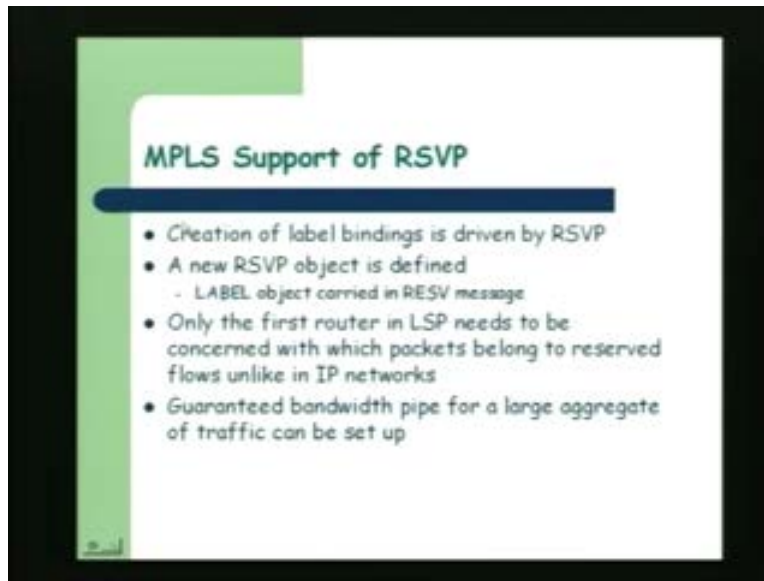 MPLS Support of RSVP
• Creation of label bindings is driven by RSVP
• A new RSVP object is defined
- LABEL object carried in RESV message
• Only the first router in LSP needs to be
concerned with which packets belong to reserved
flows unlike in IP networks
• Guaranteed bandwidth pipe for a large aggregate
of traffic can be set up